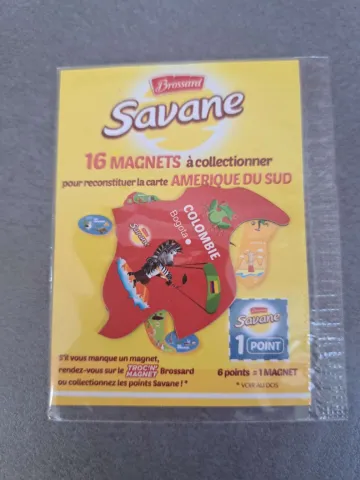 Brossard
Savane
16 MAGNETS à collectionner
pour reconstituer la carte AMERIQUE DU SUD
COLOMBIE
Bogota
Savane
Savane
1 POINT
S'il vous manque un magnet,
rendez-vous sur le TROC'N' MAGNET Brossard
ou collectionnez les points Savane ! *
6 points = 1 MAGNET
* VOIR AU DOS